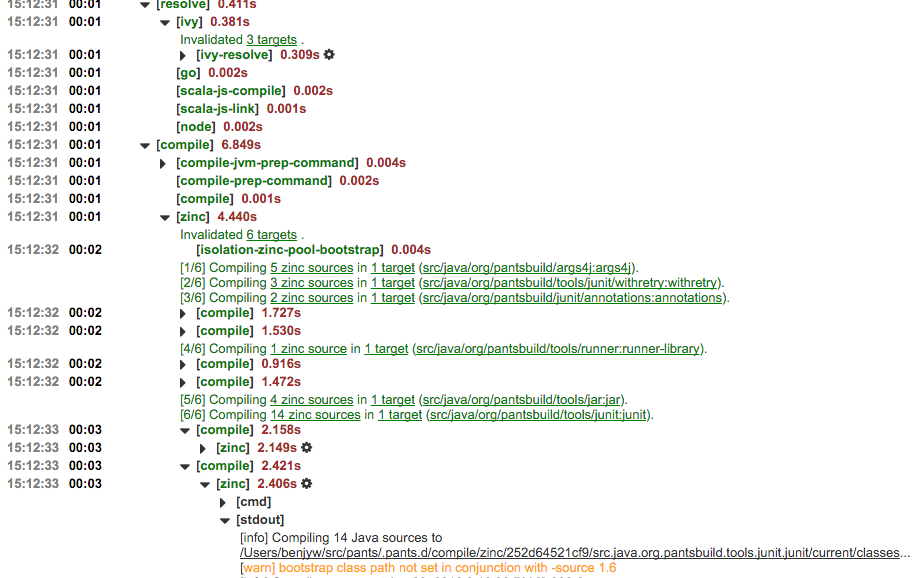 15:12:31 00:01 [resolve] 0.411s
15:12:31 00:01 [ivy] 0.381s
Invalidated 3 targets .
15:12:31 00:01 [ivy-resolve] 0.309s
15:12:31 00:01 [go] 0.002s
15:12:31 00:01 [scala-js-compile] 0.002s
15:12:31 00:01 [scala-js-link] 0.001s
15:12:31 00:01 [node] 0.002s
15:12:31 00:01 [compile] 6.849s
15:12:31 00:01 [compile-jvm-prep-command] 0.004s
15:12:31 00:01 [compile-prep-command] 0.002s
15:12:31 00:01 [compile] 0.001s
15:12:31 00:01 [zinc] 4.440s
Invalidated 6 targets .
15:12:32 00:02 [isolation-zinc-pool-bootstrap] 0.004s
[1/6] Compiling 5 zinc sources in 1 target (src/java/org/pantsbuild/args4j:args4j).
[2/6] Compiling 3 zinc sources in 1 target (src/java/org/pantsbuild/tools/junit/withretry:withretry).
[3/6] Compiling 2 zinc sources in 1 target (src/java/org/pantsbuild/junit/annotations:annotations).
15:12:32 00:02 [compile] 1.727s
15:12:32 00:02 [compile] 1.530s
[4/6] Compiling 1 zinc source in 1 target (src/java/org/pantsbuild/tools/runner:runner-library).
15:12:32 00:02 [compile] 0.916s
15:12:32 00:02 [compile] 1.472s
[5/6] Compiling 4 zinc sources in 1 target (src/java/org/pantsbuild/tools/jar:jar).
[6/6] Compiling 14 zinc sources in 1 target (src/java/org/pantsbuild/tools/junit:junit).
15:12:33 00:03 [compile] 2.158s
15:12:33 00:03 [zinc] 2.149s
15:12:33 00:03 [compile] 2.421s
15:12:33 00:03 [zinc] 2.406s
[cmd]
[stdout]
[info] Compiling 14 Java sources to
/Users/benjyw/src/pants/.pants.d/compile/zinc/252d64521cf9/src.java.org.pantsbuild.tools.junit.junit/current/classes...
[warn] bootstrap class path not set in conjunction with -source 1.6